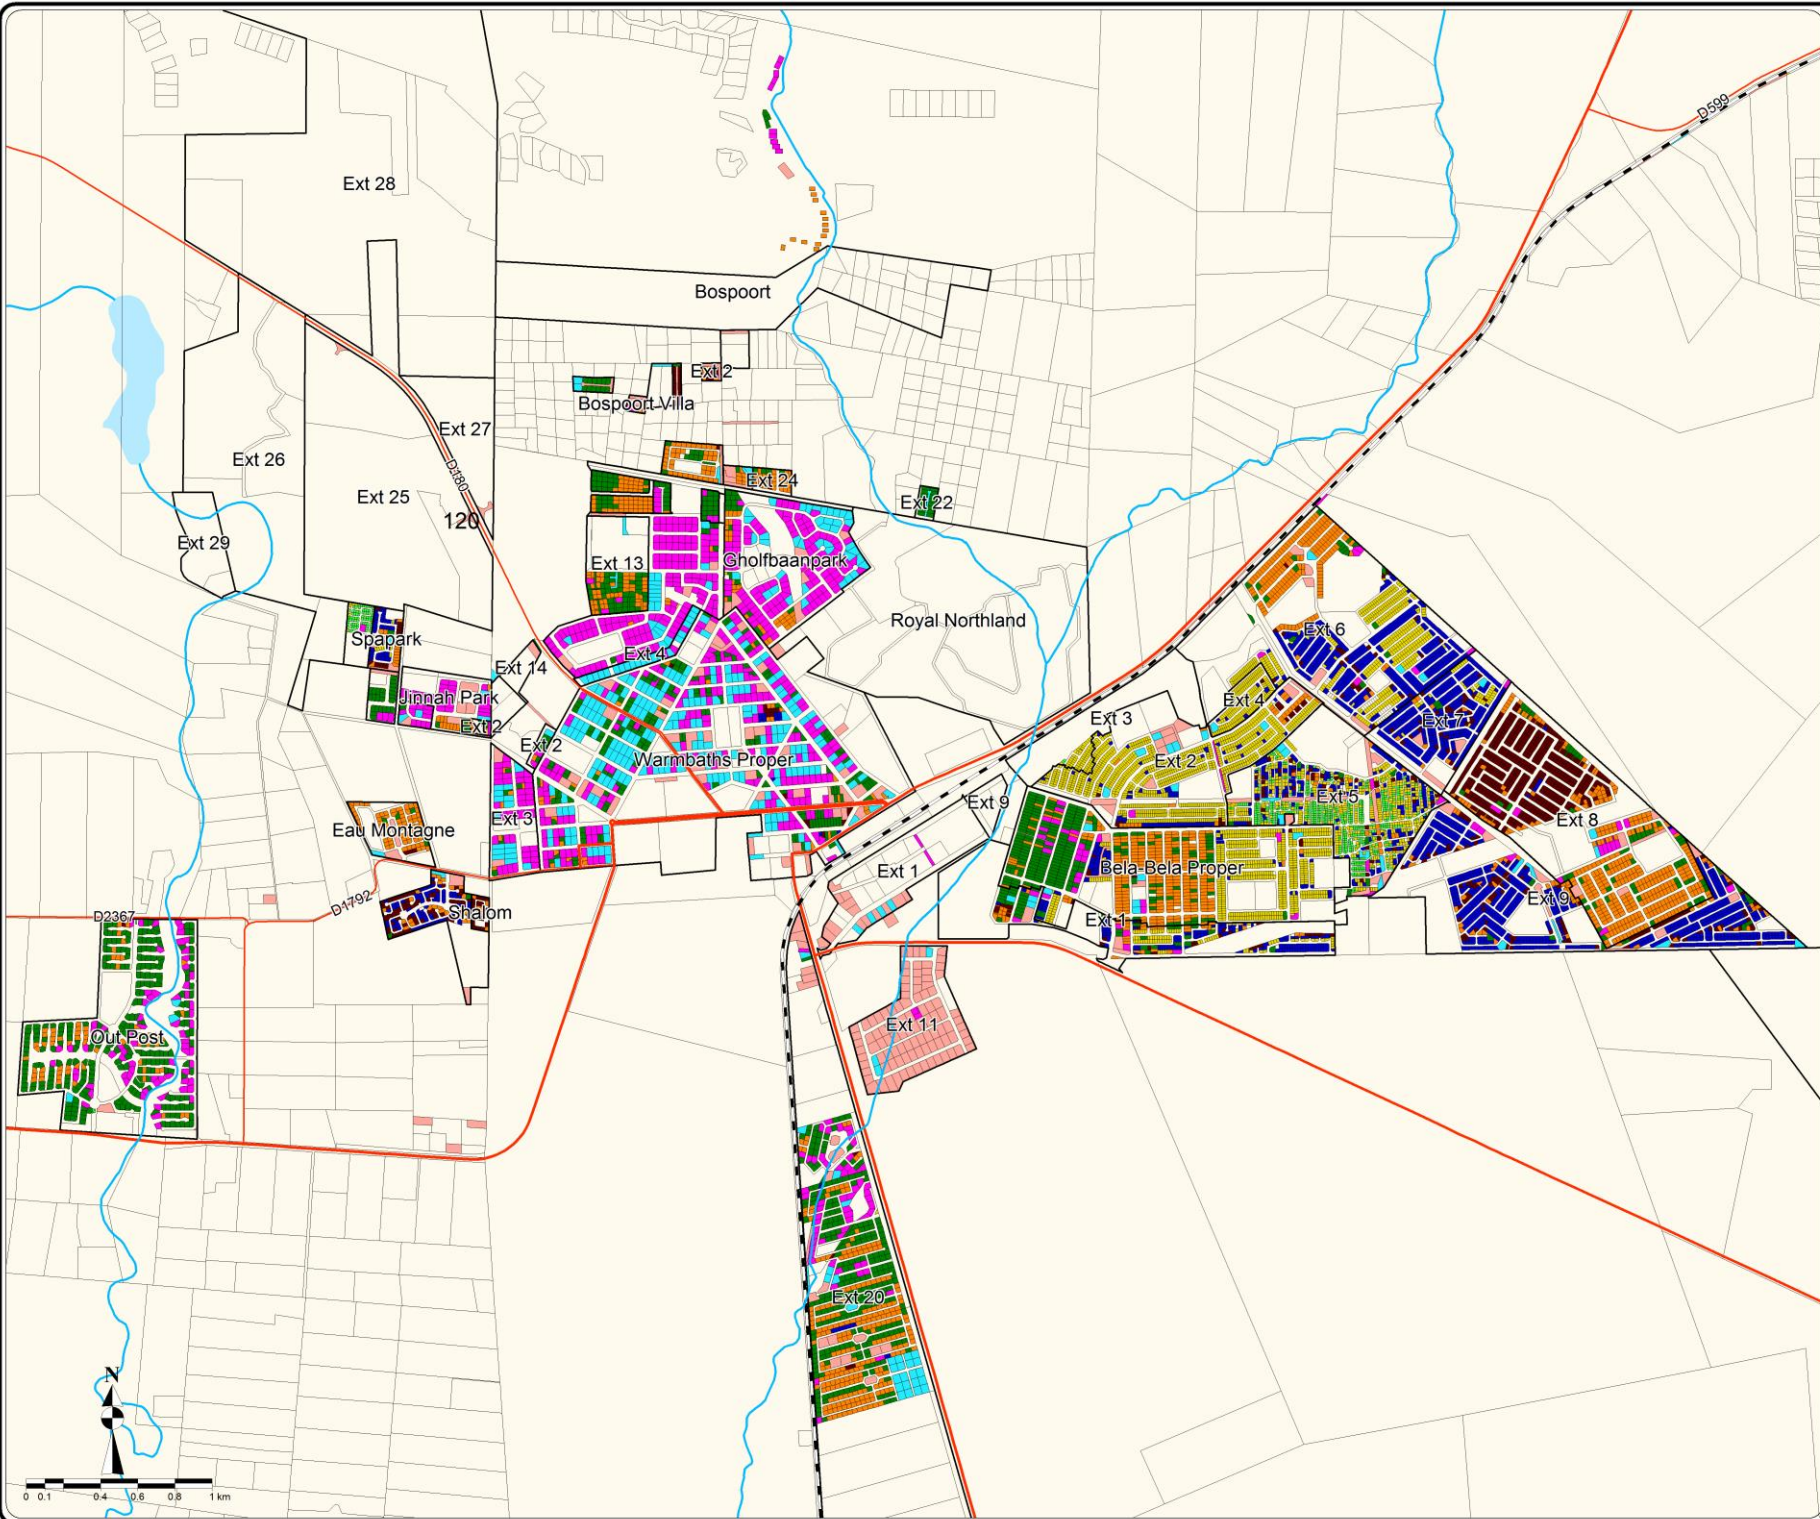 D599
Ext 28
Bospoort
Ext 2
Bospoort Villa
Ext 27
Ext 26
D180
Ext 24
Ext 25
Ext 22
120
Ext 29
Ext 13
Gholfbaanpark
Royal Northland
Ext 6
Spapark
Ext 4
Ext 14
Jinnah Park
Ext 4
Ext 3
Ext 7
Ext 2
Ext 2
Warmbaths Proper
Ext 2
Ext 5
Ext 9
Ext 3
Ext 8
Eau Montagne
Ext 1
Bela-Bela Proper
Ext 9
D1792
Shalom
D2367
Ext 1
Ext 11
Out Post
Ext 20
N
0 0.1 0.4 0.6 0.8 1 km